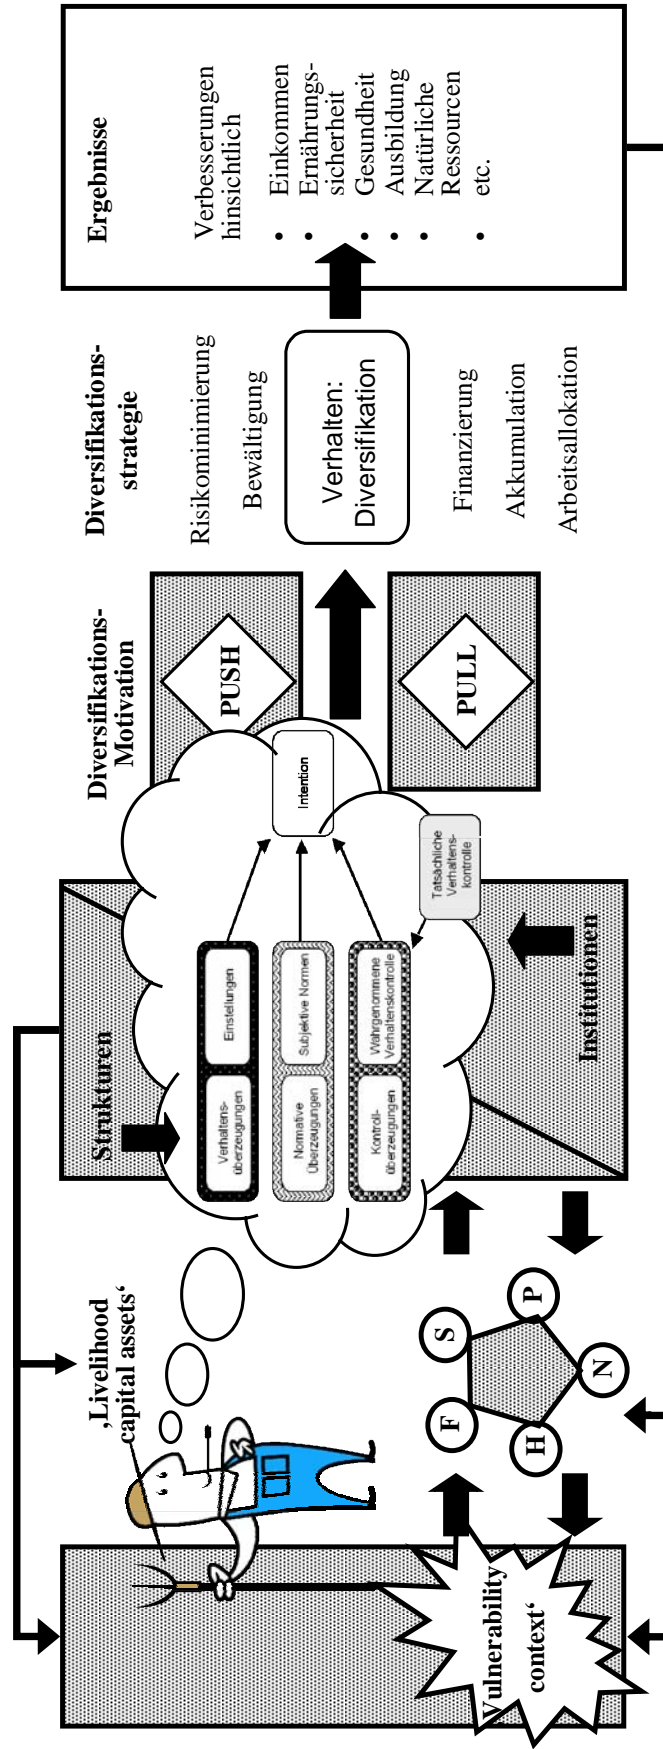 ‚Livelihood
capital assets‘
Vulnerability
context‘
F
S
H
P
N
Strukturen
Institutionen
Verhaltens-
überzeugungen
Einstellungen
Normative
Überzeugungen
Subjektive Normen
Kontroll-
überzeugungen
Wahrgenommene
Verhaltenskontrolle
Tatsächliche
Verhaltens-
kontrolle
Intention
Diversifikations-
Motivation
PUSH
PULL
Diversifikations-
strategie
Risikominimierung
Bewältigung
Verhalten:
Diversifikation
Finanzierung
Akkumulation
Arbeitsallokation
Ergebnisse
Verbesserungen
hinsichtlich
• Einkommen
• Ernährungs-
sicherheit
• Gesundheit
• Ausbildung
• Natürliche
Ressourcen
• etc.